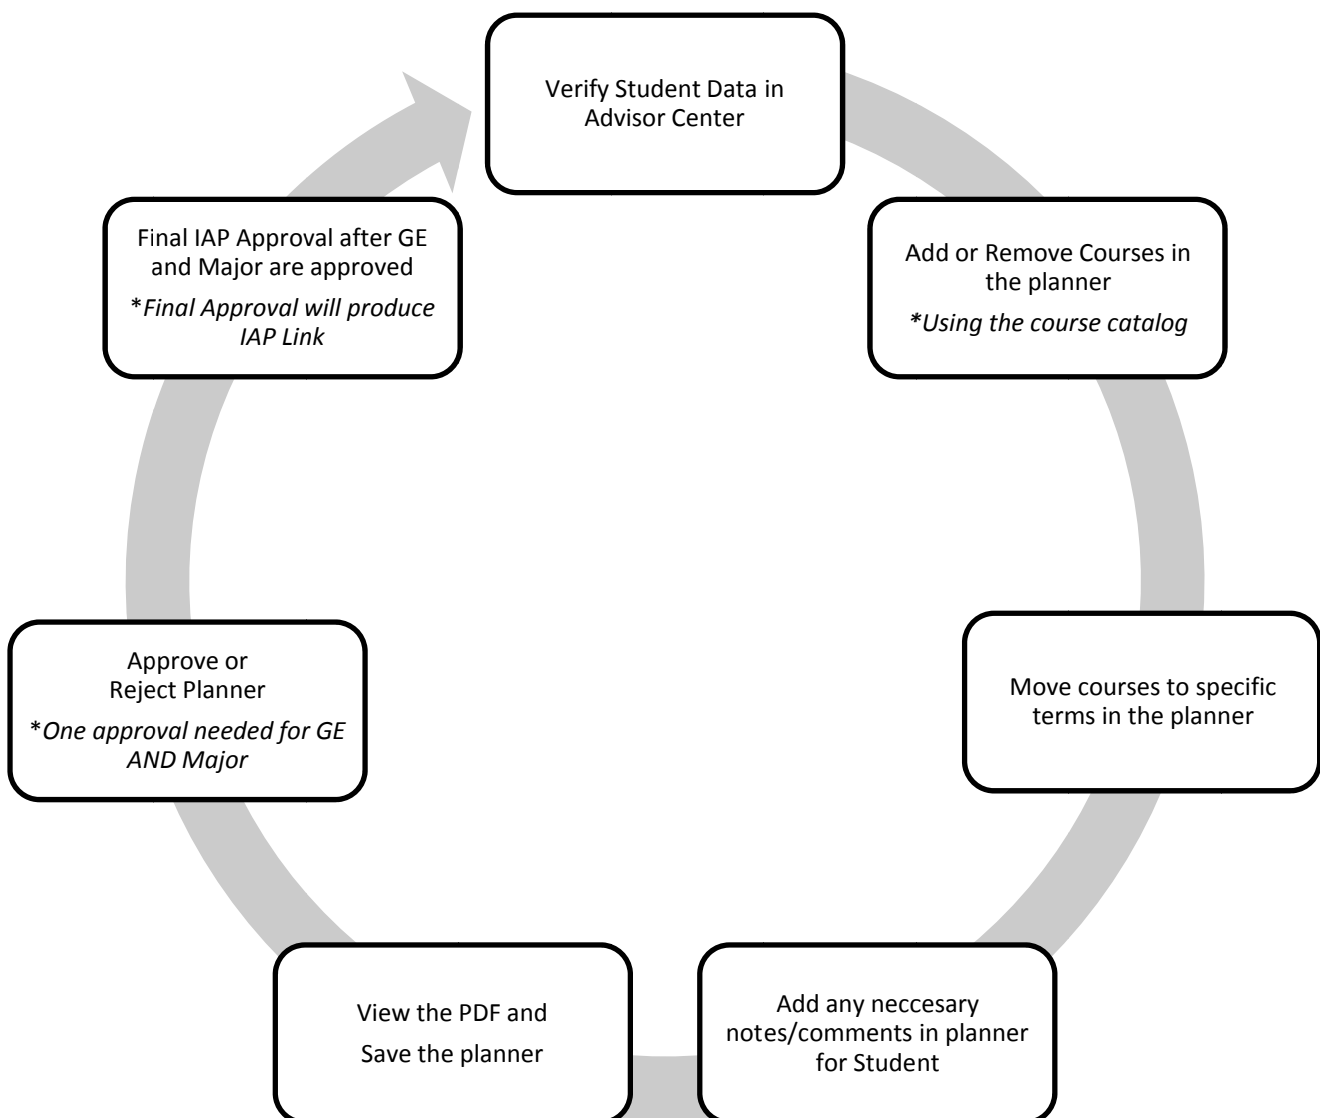 Verify Student Data in
Advisor Center
Add or Remove Courses in
the planner
*Using the course catalog
Move courses to specific
terms in the planner
Add any neccesary
notes/comments in planner
for Student
View the PDF and
Save the planner
Approve or
Reject Planner
*One approval needed for GE
AND Major
Final IAP Approval after GE
and Major are approved
*Final Approval will produce
IAP Link